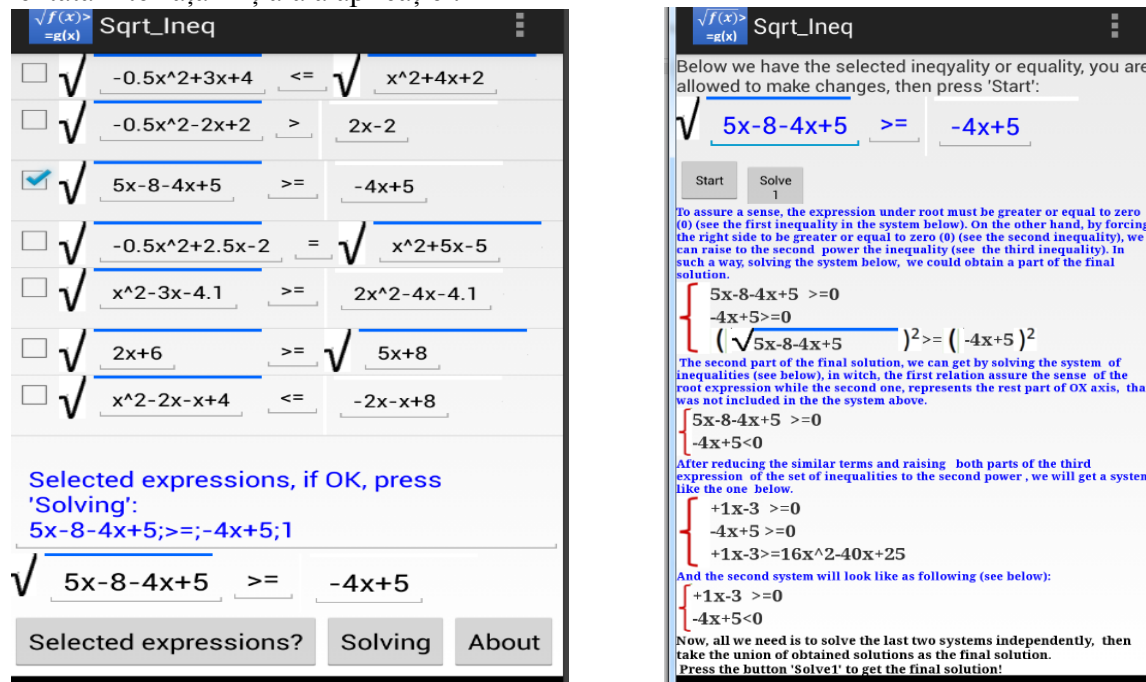 √f(x)>
=g(x)
Sqrt_Ineq
√ -0.5x^2+3x+4 <= √ x^2+4x+2
√ -0.5x^2-2x+2 > 2x-2
√ 5x-8-4x+5 >= -4x+5
√ -0.5x^2+2.5x-2 = √ x^2+5x-5
√ x^2-3x-4.1 >= 2x^2-4x-4.1
√ 2x+6 >= √ 5x+8
√ x^2-2x-x+4 <= -2x-x+8
Selected expressions, if OK, press
'Solving':
5x-8-4x+5;>=;-4x+5;1
√ 5x-8-4x+5 >= -4x+5
Selected expressions? Solving About
√f(x)>
=g(x)
Sqrt_Ineq
Below we have the selected ineqyality or equality, you are
allowed to make changes, then press 'Start':
√ 5x-8-4x+5 >= -4x+5
Start Solve
1
To assure a sense, the expression under root must be greater or equal to zero
(0) (see the first inequality in the system below). On the other hand, by forcing
the right side to be greater or equal to zero (0) (see the second inequality), we
can raise to the second power the inequality (see the third inequality). In
such a way, solving the system below, we could obtain a part of the final
solution.
5x-8-4x+5 >=0
-4x+5>=0
( √5x-8-4x+5 )²>= ( -4x+5 )²
The second part of the final solution, we can get by solving the system of
inequalities (see below), in witch, the first relation assure the sense of the
root expression while the second one, represents the rest part of OX axis, tha
was not included in the the system above.
5x-8-4x+5 >=0
-4x+5<0
After reducing the similar terms and raising both parts of the third
expression of the set of inequalities to the second power , we will get a system
like the one below.
+1x-3 >=0
-4x+5 >=0
+1x-3>=16x^2-40x+25
And the second system will look like as following (see below):
+1x-3 >=0
-4x+5<0
Now, all we need is to solve the last two systems independently, then
take the union of obtained solutions as the final solution.
Press the button 'Solve1' to get the final solution!